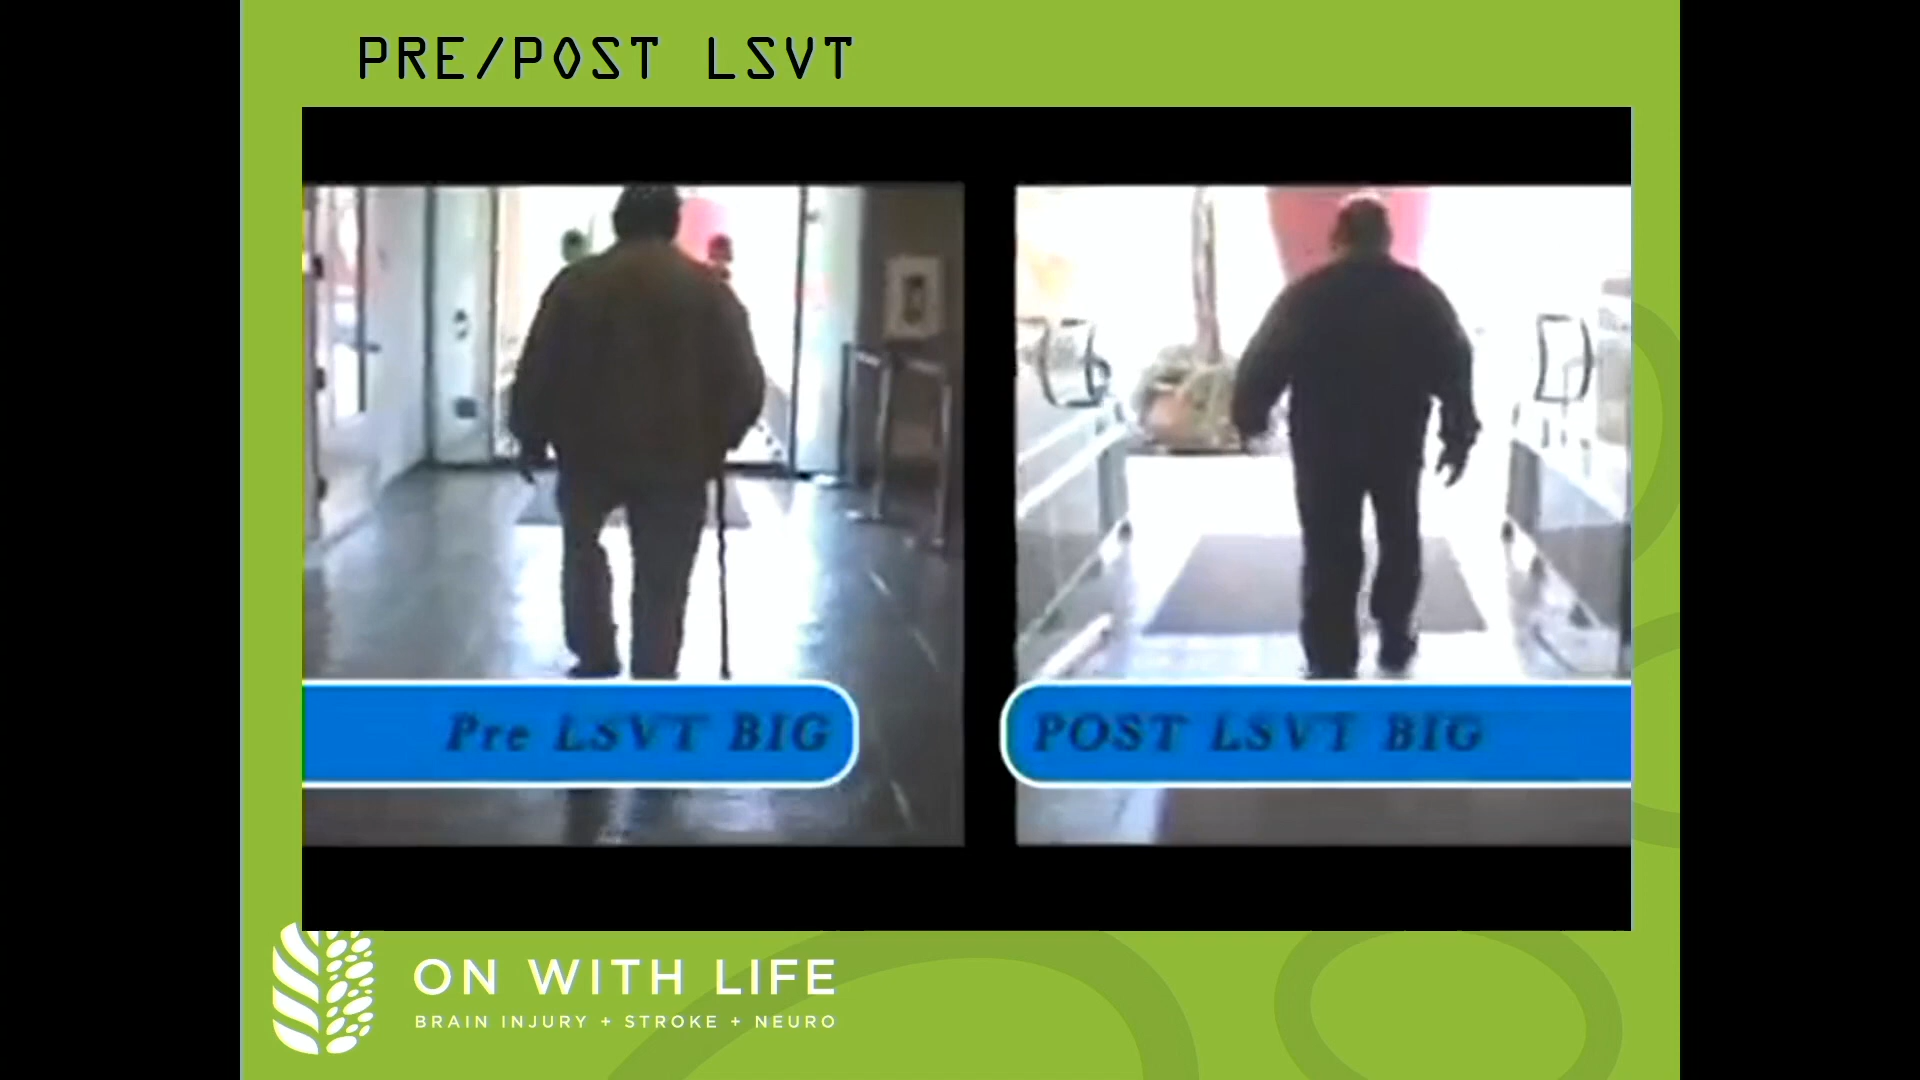 PRE/POST LSVT
Pre LSVT BIG
POST LSVT BIG
ON WITH LIFE
BRAIN INJURY + STROKE + NEURO